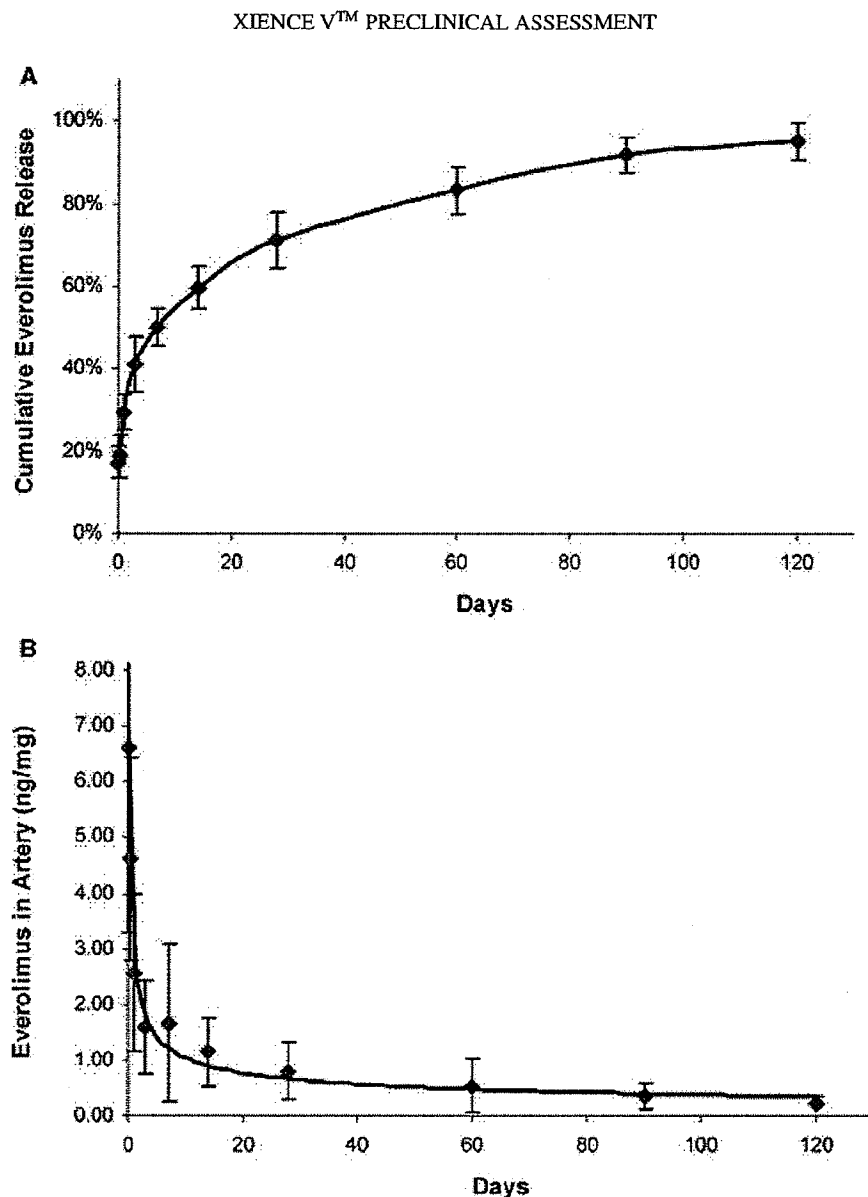 XIENCE V™ PRECLINICAL ASSESSMENT
A
Cumulative Everolimus Release
100%
80%
60%
40%
20%
0%
0 20 40 60 80 100 120
Days
B
Everolimus in Artery (ng/mg)
8.00
7.00
6.00
5.00
4.00
3.00
2.00
1.00
0.00
0 20 40 60 80 100 120
Days